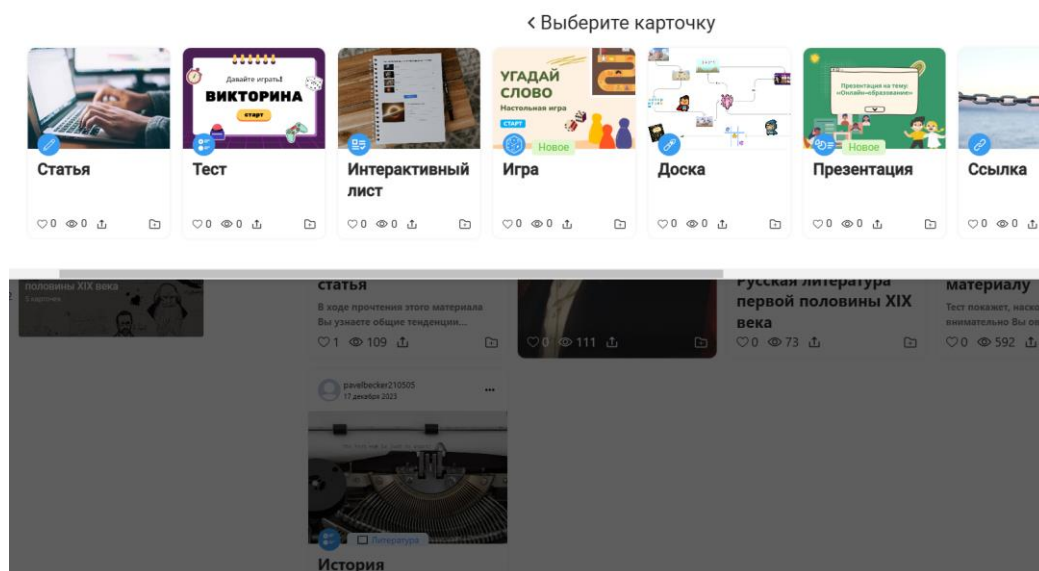 Выберите карточку
Давайте играть!
ВИКТОРИНА
старт
УГАДАЙ
СЛОВО
Настольная игра
СТАРТ
Презентация на тему:
«Онлайн-образование»
Новое
Новое
Статья
Тест
Интерактивный
лист
Игра
Доска
Презентация
Ссылка
0 0
0 0
0 0
0 0
0 0
0 0
0 0
половины XIX века
5 карточек
статья
В ходе прочтения этого материала
Вы узнаете общие тенденции...
1 109
0 111
Русская литература
первой половины XIX
века
0 73
материалу
Тест покажет, наско
внимательно Вы ов
0 592
pavelbecker210505
17 декабря 2023
Литература
История